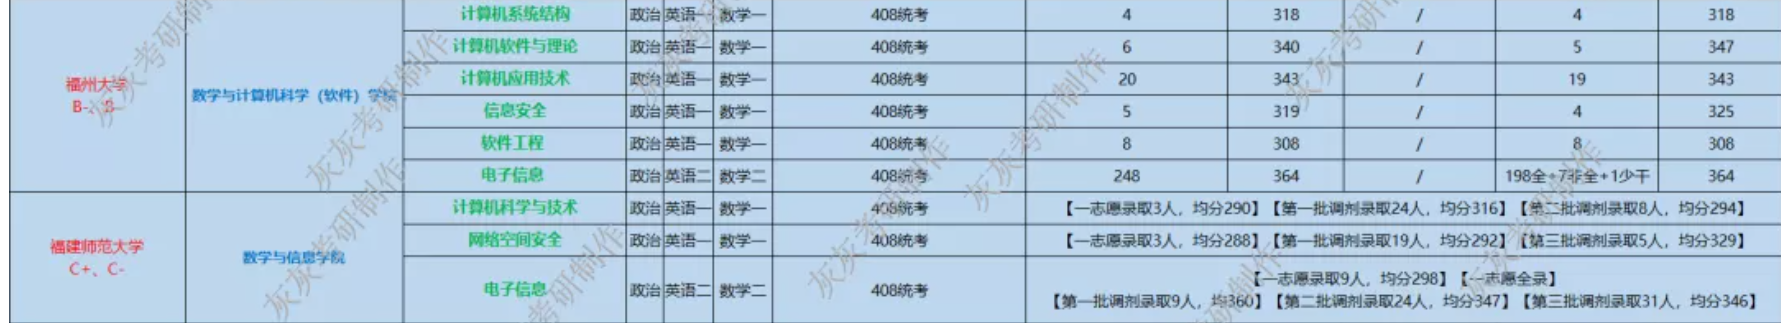 计算机系统结构 政治 英语一 数学一 408统考 4 318 / 4 318
计算机软件与理论 政治 英语一 数学一 408统考 6 340 / 5 347
计算机应用技术 政治 英语一 数学一 408统考 20 343 / 19 343
福州大学
B-、B
数学与计算机科学（软件）学院
信息安全 政治 英语一 数学一 408统考 5 319 / 4 325
软件工程 政治 英语一 数学一 408统考 8 308 / 8 308
电子信息 政治 英语二 数学二 408统考 248 364 / 198全+7非全+1少干 364
计算机科学与技术 政治 英语一 数学一 408统考 【一志愿录取3人，均分290】【第一批调剂录取24人，均分316】【第二批调剂录取8人，均分294】
福建师范大学
C+、C-
数学与信息学院
网络空间安全 政治 英语一 数学一 408统考 【一志愿录取3人，均分288】【第一批调剂录取19人，均分292】【第三批调剂录取5人，均分329】
电子信息 政治 英语二 数学二 408统考 【一志愿录取9人，均分298】【一志愿全录】
【第一批调剂录取9人，均360】【第二批调剂录取24人，均分347】【第三批调剂录取31人，均分346】
灰灰考研制作